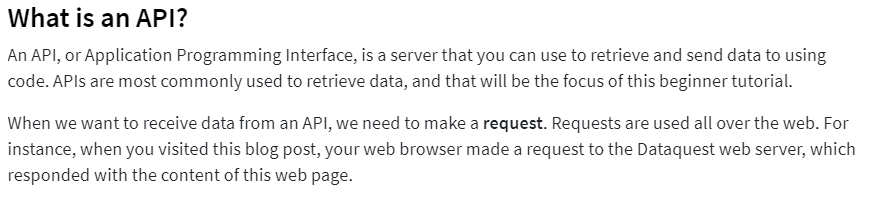 What is an API?
An API, or Application Programming Interface, is a server that you can use to retrieve and send data to using
code. APIs are most commonly used to retrieve data, and that will be the focus of this beginner tutorial.
When we want to receive data from an API, we need to make a request. Requests are used all over the web. For
instance, when you visited this blog post, your web browser made a request to the Dataquest web server, which
responded with the content of this web page.